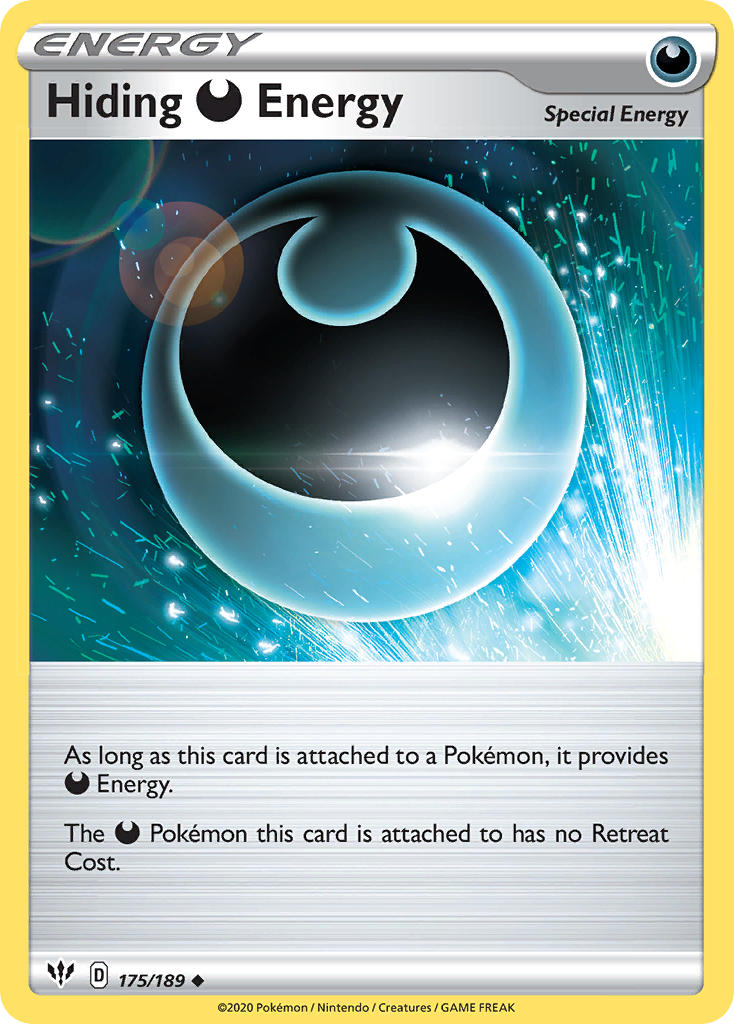 ENERGY
Hiding Energy
Special Energy
As long as this card is attached to a Pokémon, it provides
Energy.
The Pokémon this card is attached to has no Retreat
Cost.
D 175/189
©2020 Pokémon / Nintendo / Creatures / GAME FREAK